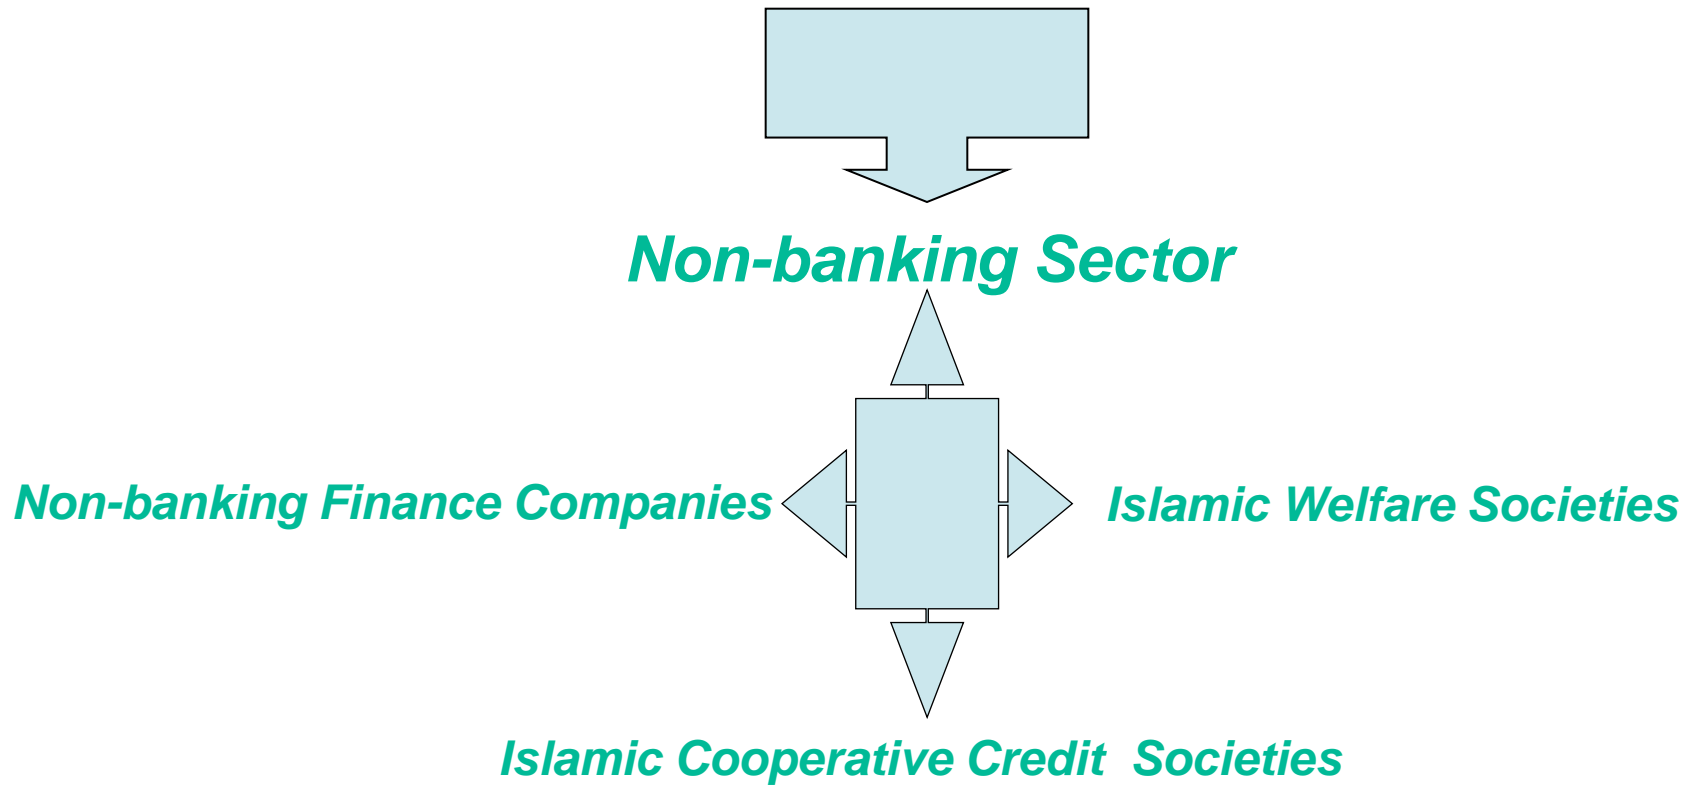 Non-banking Sector
Non-banking Finance Companies
Islamic Welfare Societies
Islamic Cooperative Credit  Societies